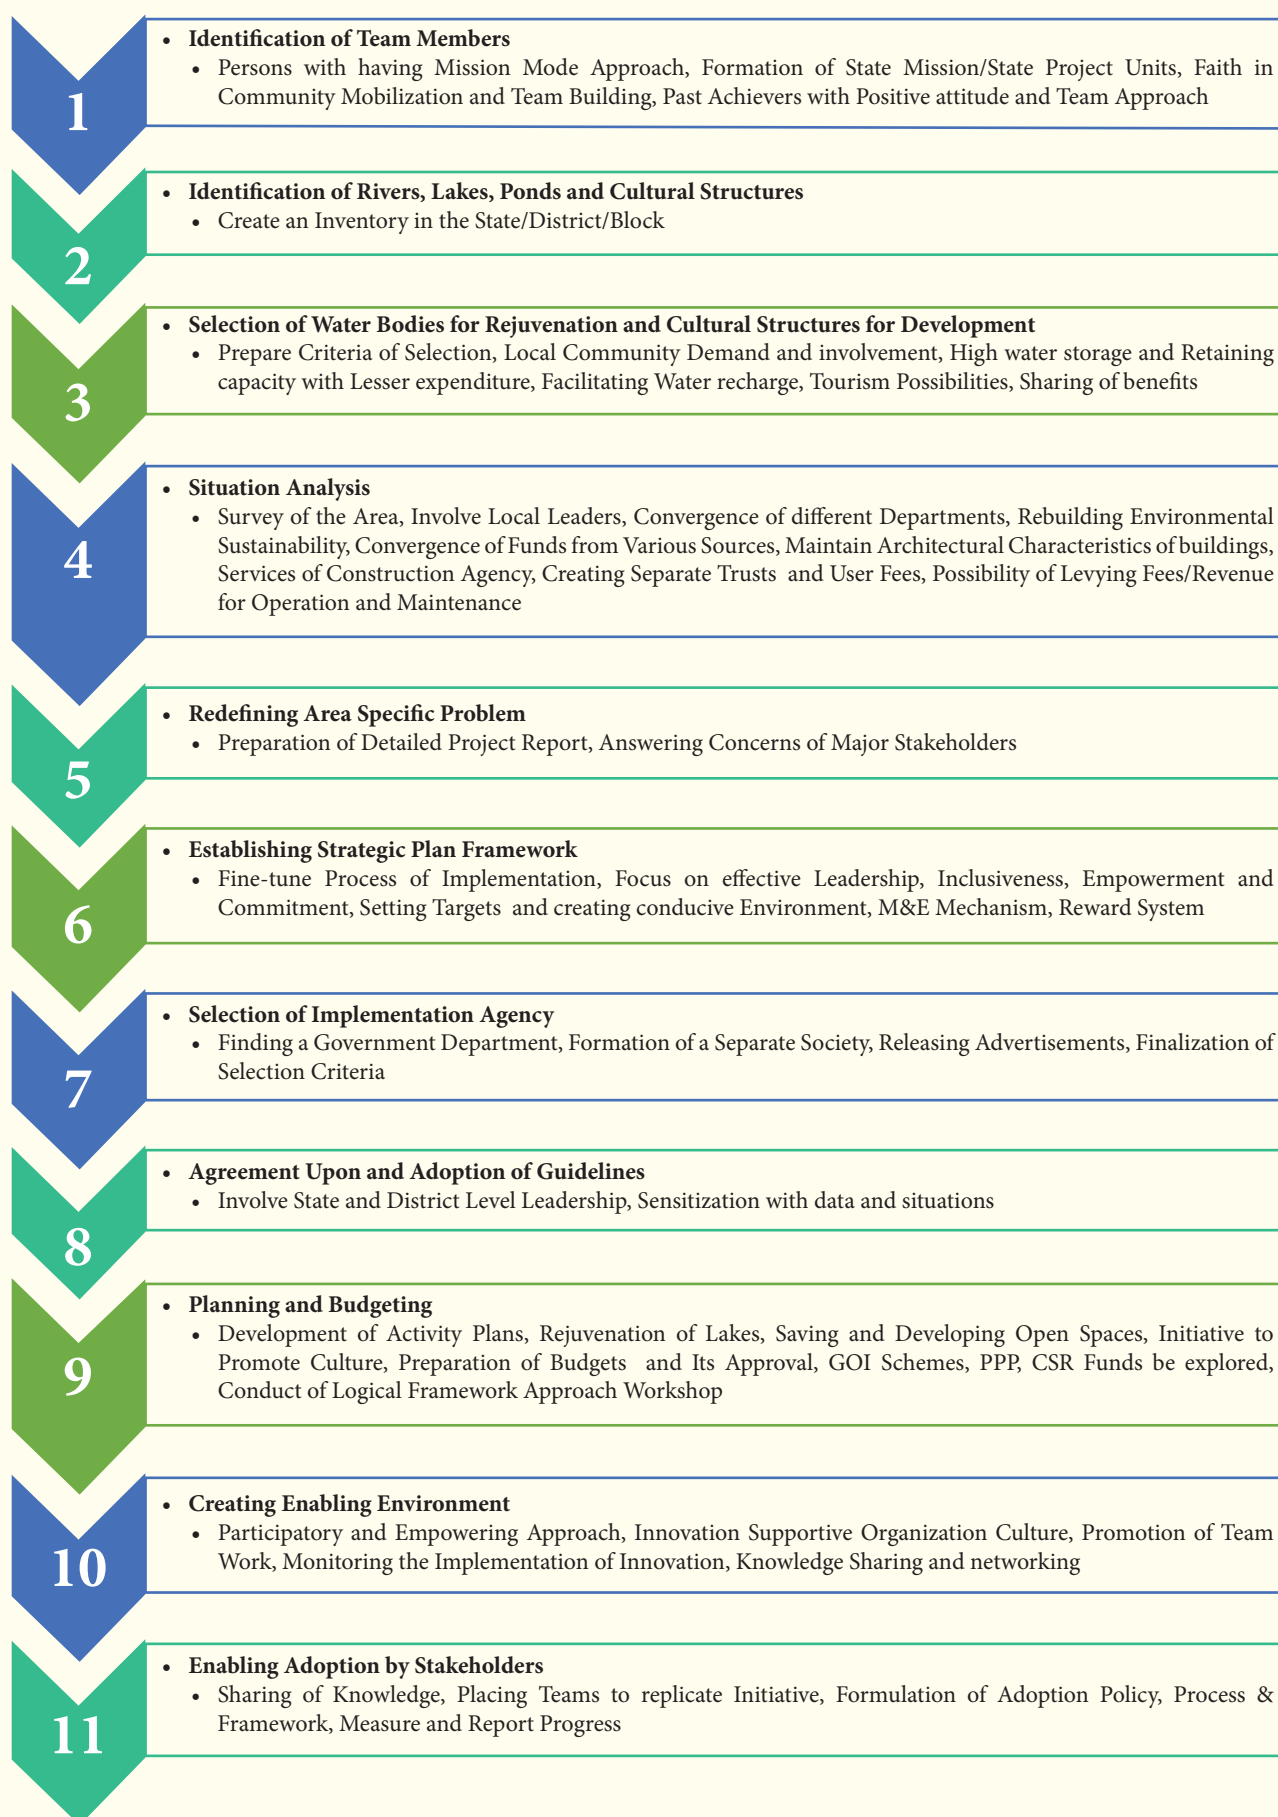 1
• Identification of Team Members
• Persons with having Mission Mode Approach, Formation of State Mission/State Project Units, Faith in
Community Mobilization and Team Building, Past Achievers with Positive attitude and Team Approach
2
• Identification of Rivers, Lakes, Ponds and Cultural Structures
• Create an Inventory in the State/District/Block
3
• Selection of Water Bodies for Rejuvenation and Cultural Structures for Development
• Prepare Criteria of Selection, Local Community Demand and involvement, High water storage and Retaining
capacity with Lesser expenditure, Facilitating Water recharge, Tourism Possibilities, Sharing of benefits
4
• Situation Analysis
• Survey of the Area, Involve Local Leaders, Convergence of different Departments, Rebuilding Environmental
Sustainability, Convergence of Funds from Various Sources, Maintain Architectural Characteristics of buildings,
Services of Construction Agency, Creating Separate Trusts and User Fees, Possibility of Levying Fees/Revenue
for Operation and Maintenance
5
• Redefining Area Specific Problem
• Preparation of Detailed Project Report, Answering Concerns of Major Stakeholders
6
• Establishing Strategic Plan Framework
• Fine-tune Process of Implementation, Focus on effective Leadership, Inclusiveness, Empowerment and
Commitment, Setting Targets and creating conducive Environment, M&E Mechanism, Reward System
7
• Selection of Implementation Agency
• Finding a Government Department, Formation of a Separate Society, Releasing Advertisements, Finalization of
Selection Criteria
8
• Agreement Upon and Adoption of Guidelines
• Involve State and District Level Leadership, Sensitization with data and situations
9
• Planning and Budgeting
• Development of Activity Plans, Rejuvenation of Lakes, Saving and Developing Open Spaces, Initiative to
Promote Culture, Preparation of Budgets and Its Approval, GOI Schemes, PPP, CSR Funds be explored,
Conduct of Logical Framework Approach Workshop
10
• Creating Enabling Environment
• Participatory and Empowering Approach, Innovation Supportive Organization Culture, Promotion of Team
Work, Monitoring the Implementation of Innovation, Knowledge Sharing and networking
11
• Enabling Adoption by Stakeholders
• Sharing of Knowledge, Placing Teams to replicate Initiative, Formulation of Adoption Policy, Process &
Framework, Measure and Report Progress